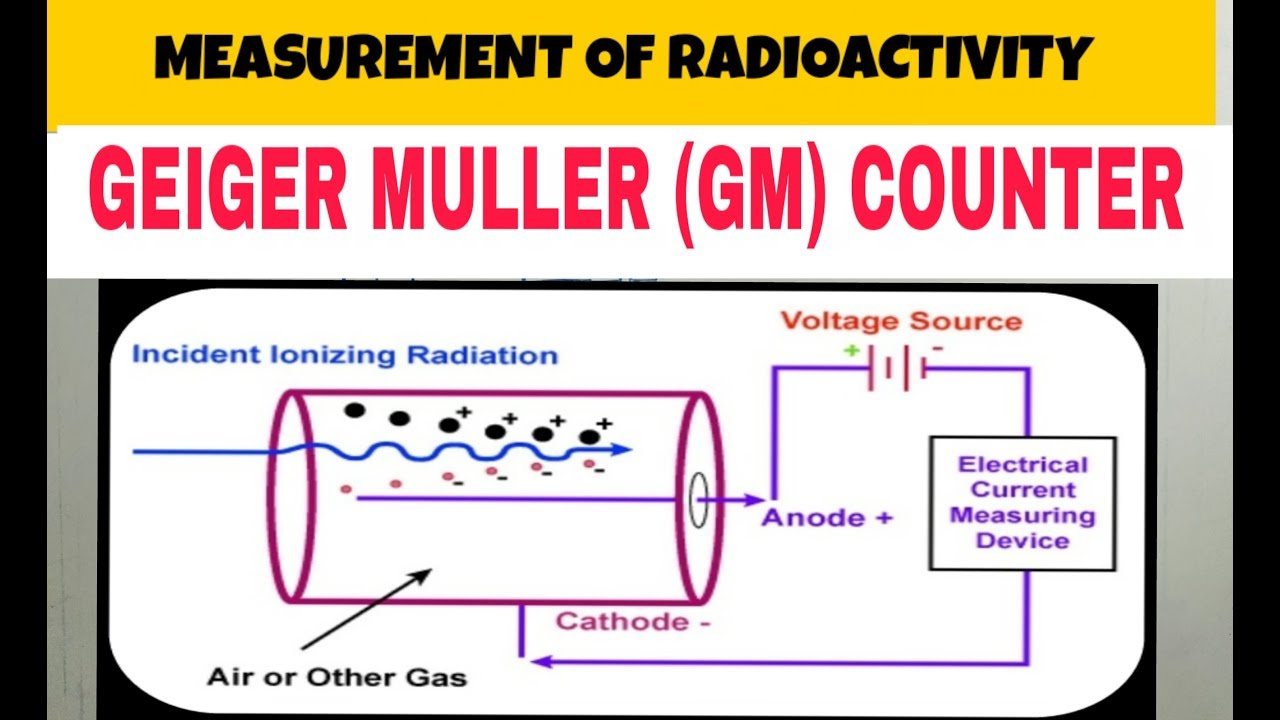 MEASUREMENT OF RADIOACTIVITY
GEIGER MULLER (GM) COUNTER
Voltage Source
+ -
Incident Ionizing Radiation
+ + + +
- - - -
Electrical
Current
Measuring
Device
Anode +
Cathode -
Air or Other Gas